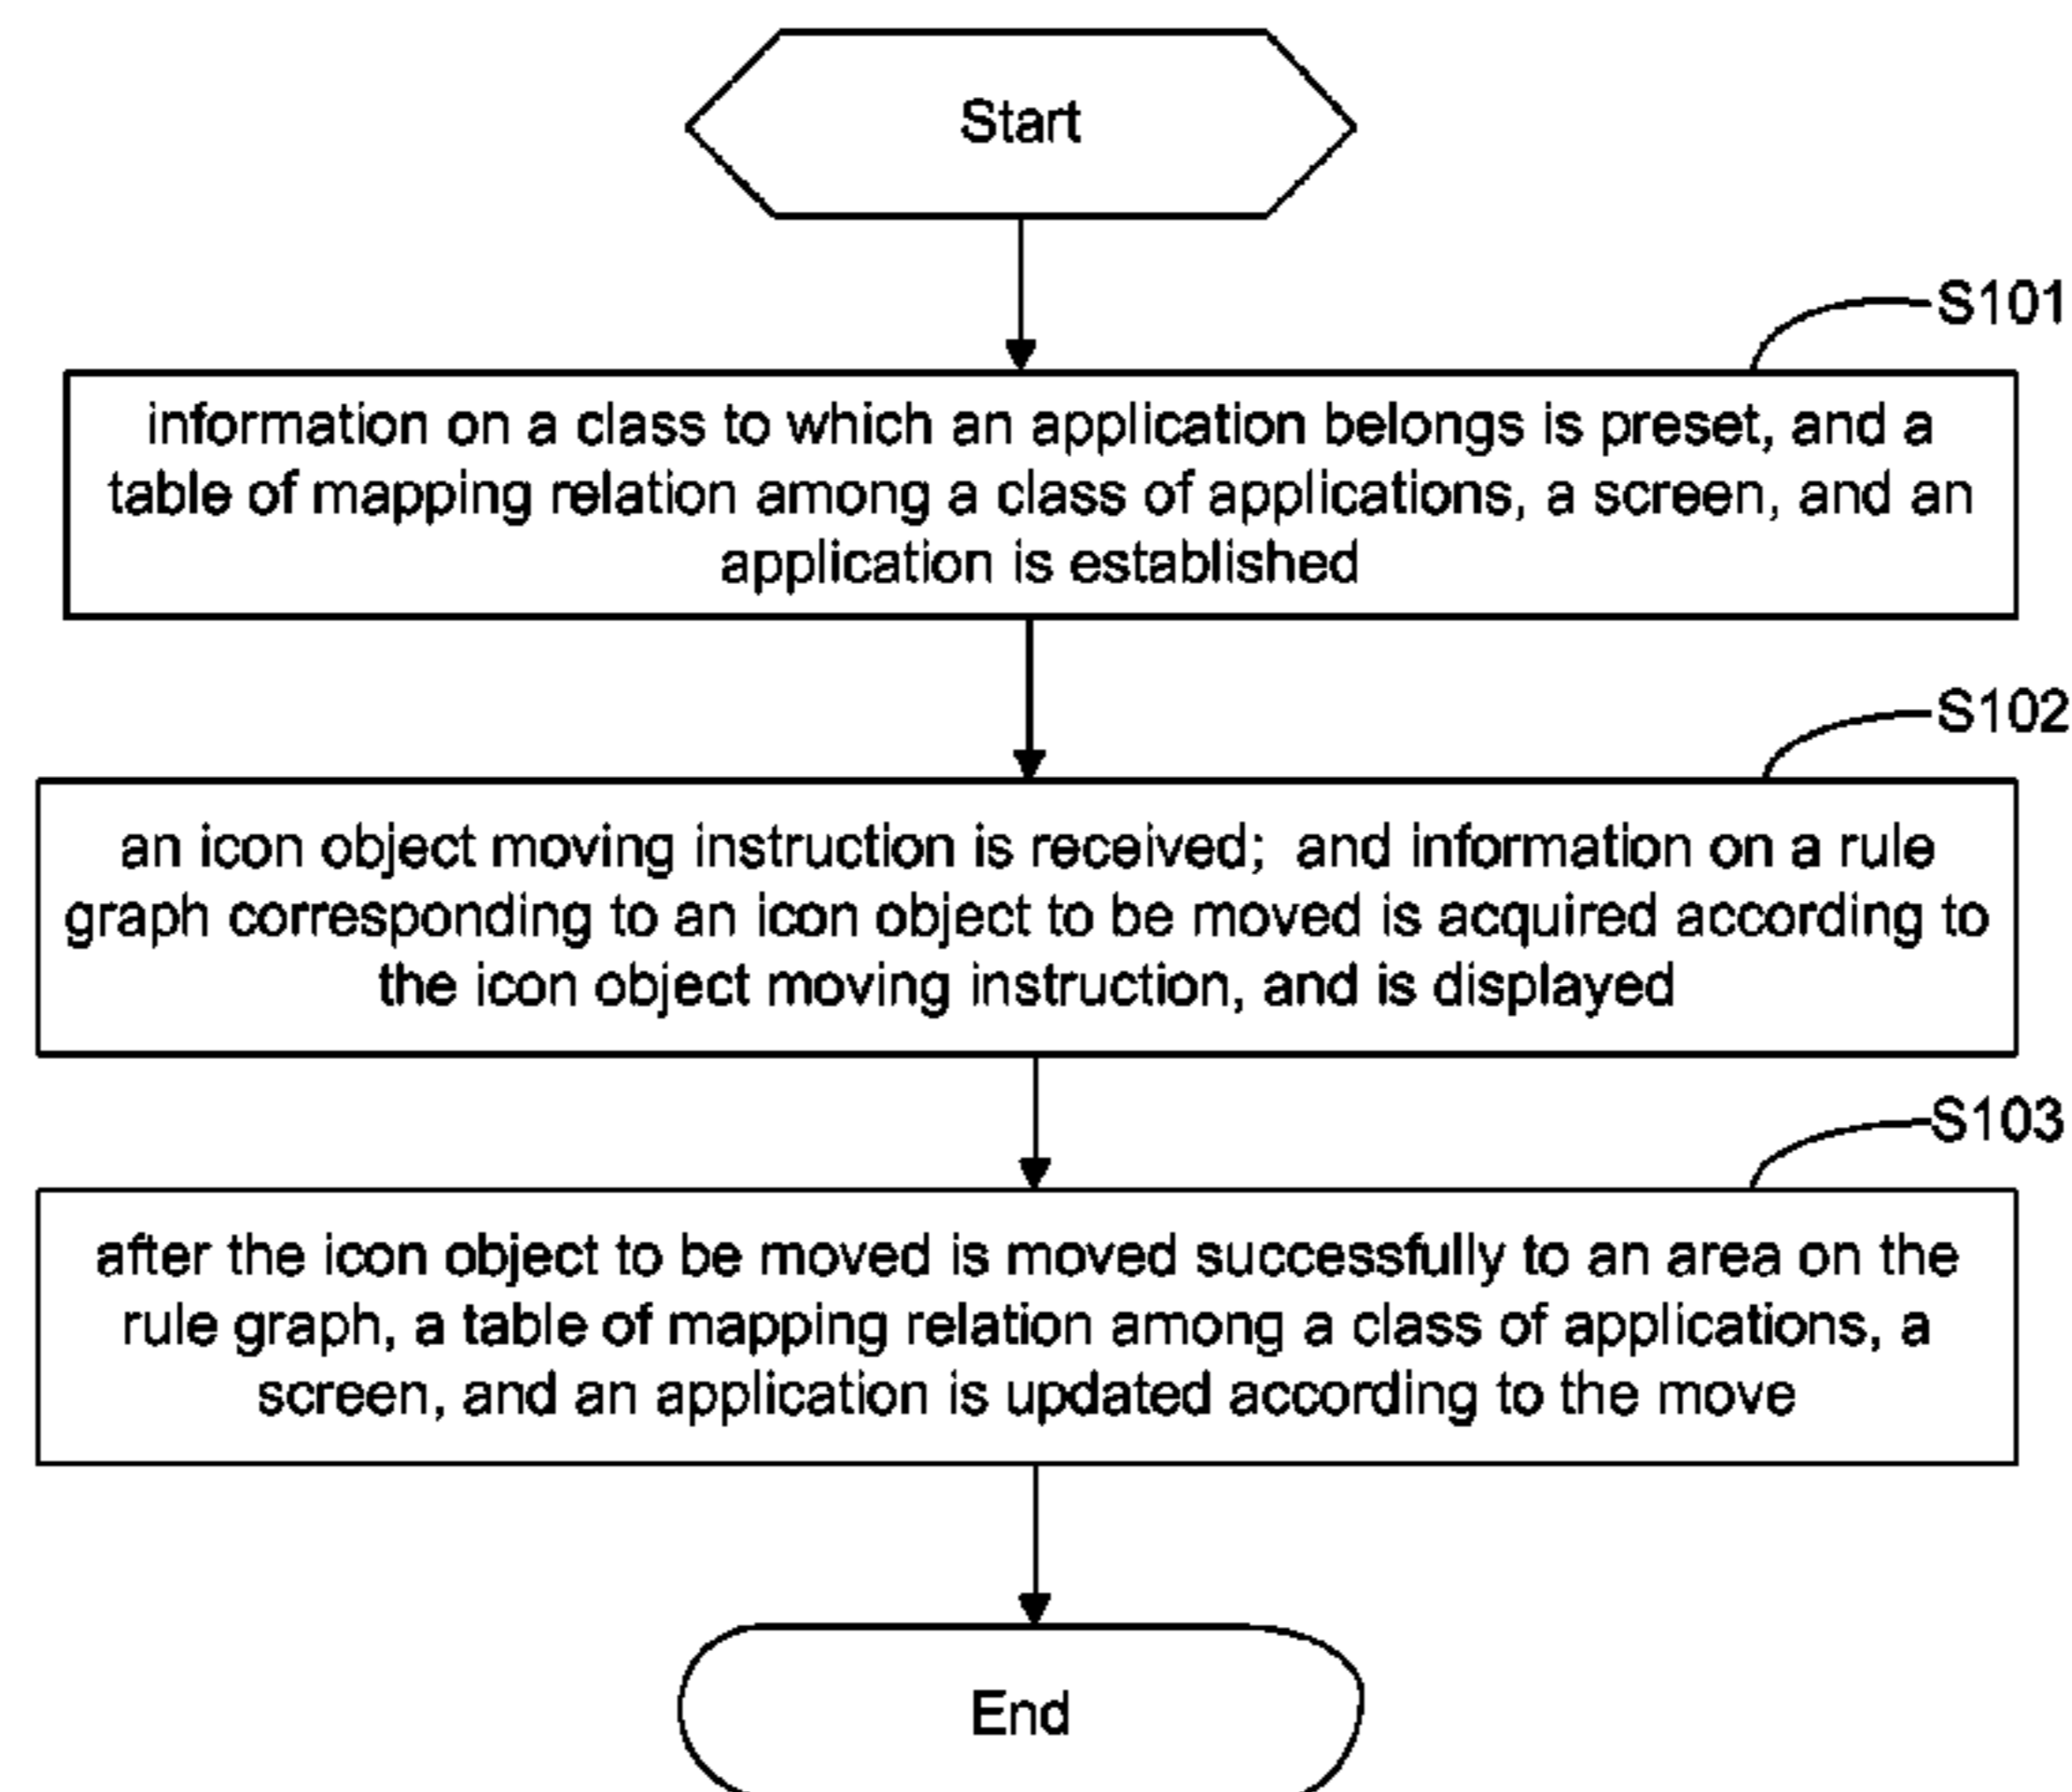 Start
S101
information on a class to which an application belongs is preset, and a
table of mapping relation among a class of applications, a screen, and an
application is established
S102
an icon object moving instruction is received; and information on a rule
graph corresponding to an icon object to be moved is acquired according to
the icon object moving instruction, and is displayed
S103
after the icon object to be moved is moved successfully to an area on the
rule graph, a table of mapping relation among a class of applications, a
screen, and an application is updated according to the move
End